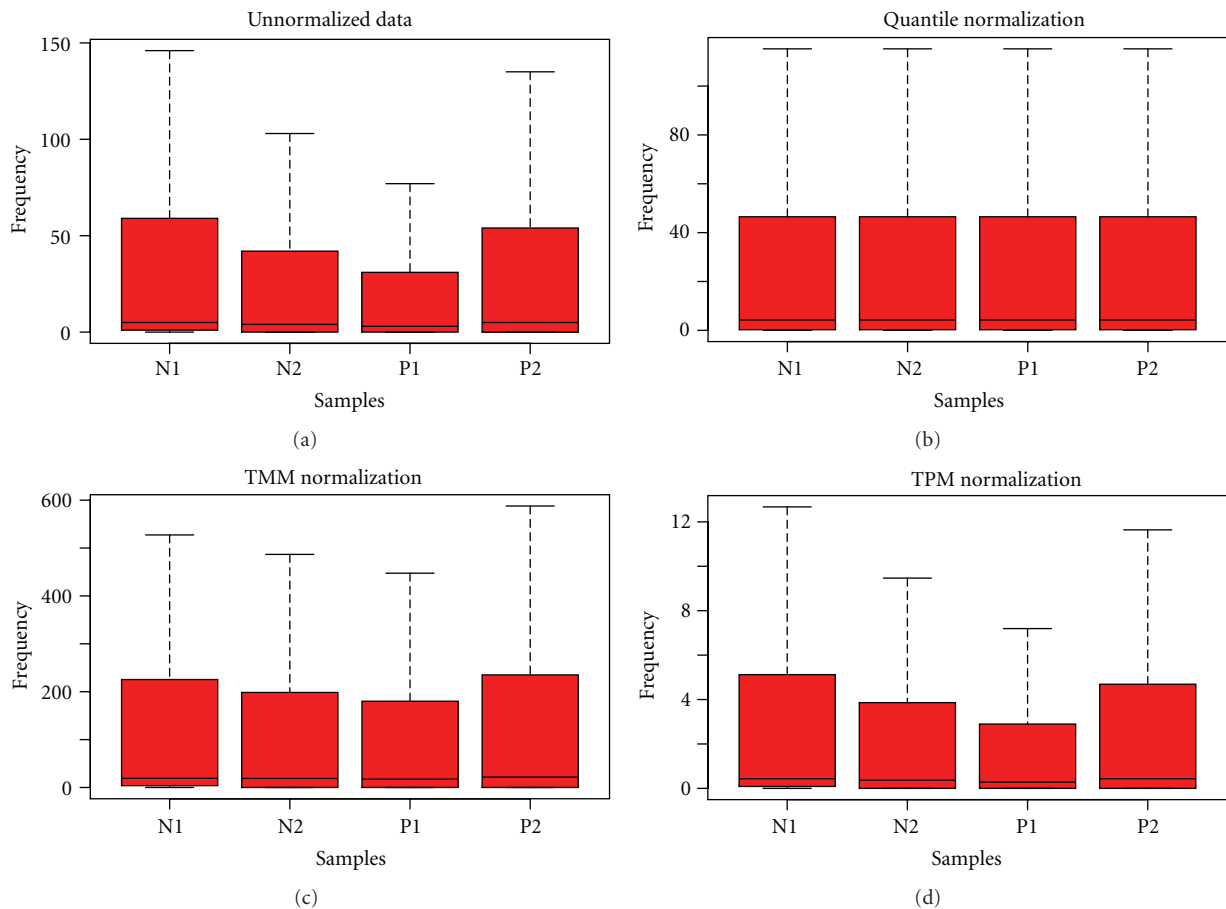 Unnormalized data
150
100
50
0
Frequency
N1 N2 P1 P2
Samples
(a)
Quantile normalization
80
40
0
Frequency
N1 N2 P1 P2
Samples
(b)
TMM normalization
600
400
200
0
Frequency
N1 N2 P1 P2
Samples
(c)
TPM normalization
12
8
4
0
Frequency
N1 N2 P1 P2
Samples
(d)